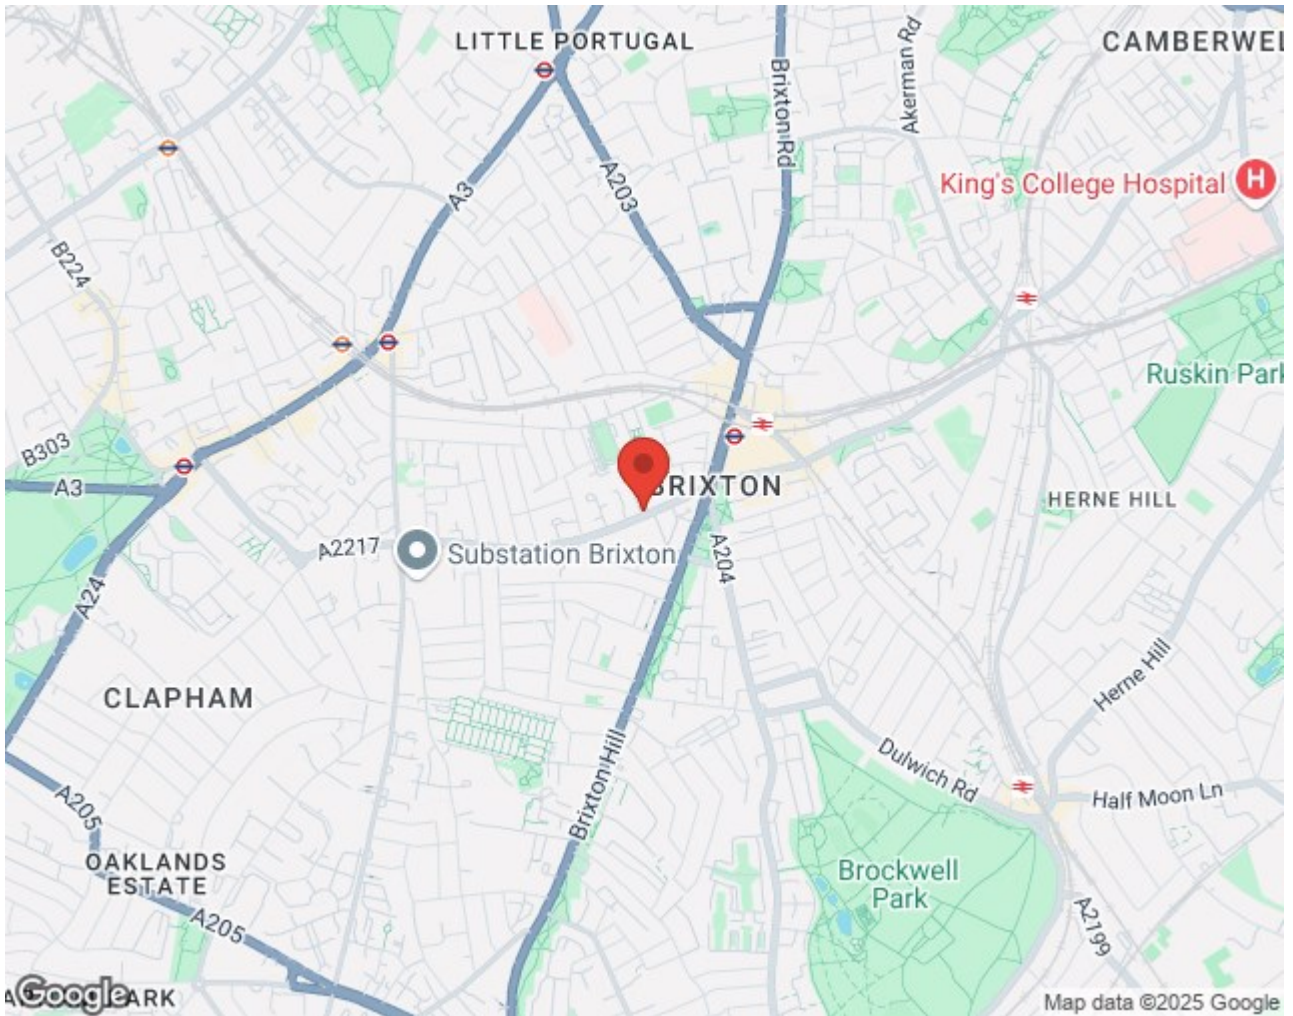 LITTLE PORTUGAL
CAMBERWEL
Akerman Rd
Brixton Rd
King's College Hospital
H
A203
A3
B224
Ruskin Park
B303
A3
BRIXTON
HERNE HILL
A2217
Substation Brixton
A204
A24
CLAPHAM
Herne Hill
Brixton Hill
Dulwich Rd
Half Moon Ln
A205
OAKLANDS
ESTATE
Brockwell
Park
A205
A2199
Google
ARK
Map data ©2025 Google